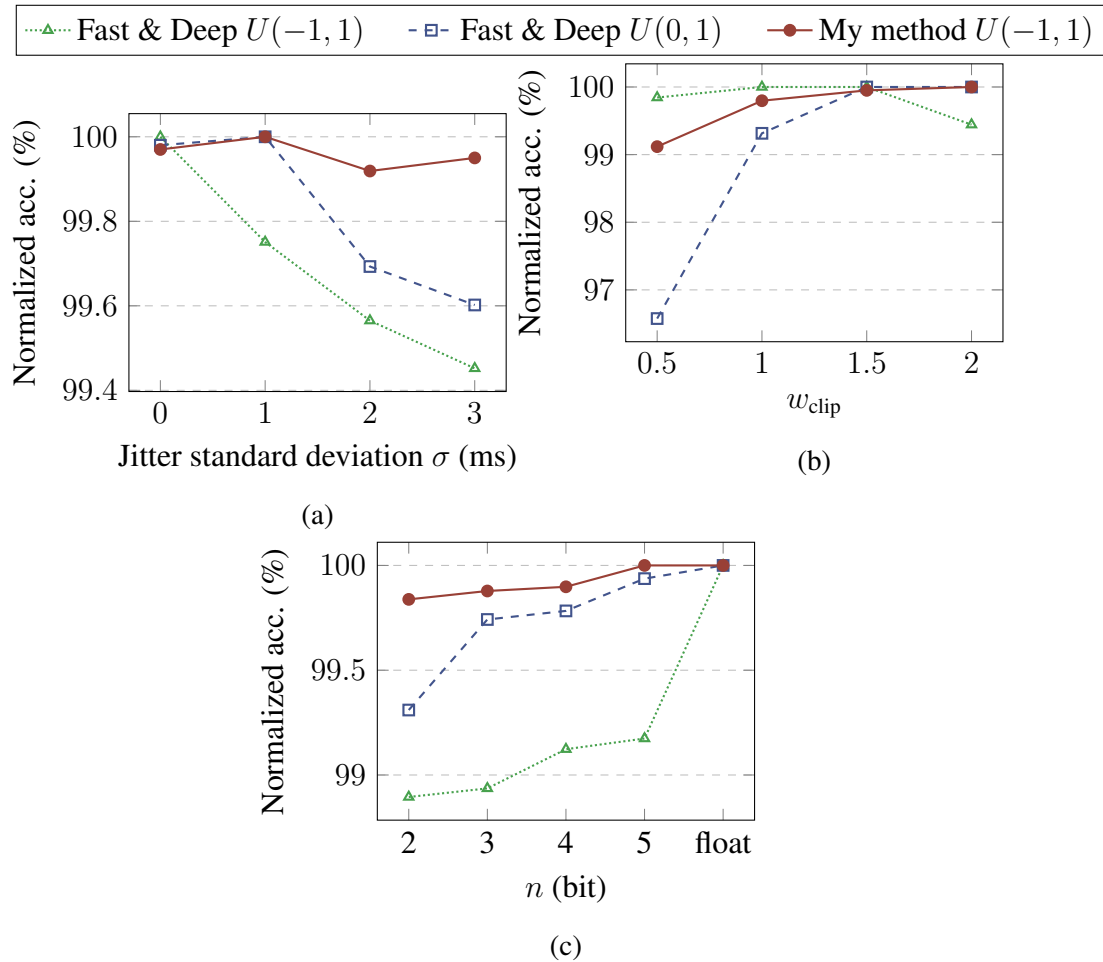 Fast & Deep U(−1, 1) Fast & Deep U(0, 1) My method U(−1, 1)
Normalized acc. (%)
100
99.8
99.6
99.4
0 1 2 3
Jitter standard deviation σ (ms)
(a)
Normalized acc. (%)
100
99
98
97
0.5 1 1.5 2
w_clip
(b)
Normalized acc. (%)
100
99.5
99
2 3 4 5 float
n (bit)
(c)